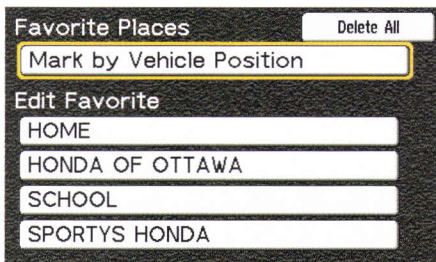 Favorite Places Delete All
Mark by Vehicle Position
Edit Favorite
HOME
HONDA OF OTTAWA
SCHOOL
SPORTYS HONDA